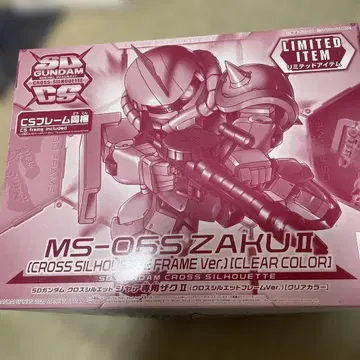 SD
GUNDAM
CROSS SILHOUETTE
CS
LIMITED
ITEM
リミテッドアイテム
CSフレーム同梱
CS frame included
MS-06S ZAKU II
[CROSS SILHOUETTE FRAME Ver.] [CLEAR COLOR]
SD GUNDAM CROSS SILHOUETTE
SDガンダム クロスシルエット シャア専用ザクII (クロスシルエットフレームVer.) [クリアカラー]